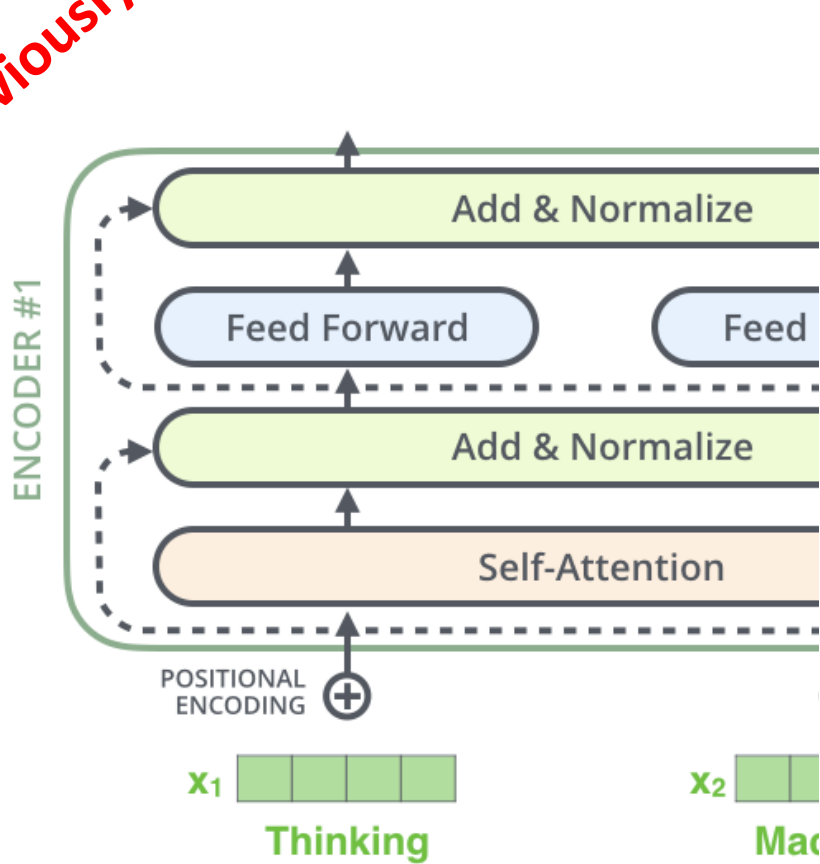 Add & Normalize
Feed Forward
Feed
Add & Normalize
Self-Attention
ENCODER #1
POSITIONAL
ENCODING
x₁
x₂
Thinking